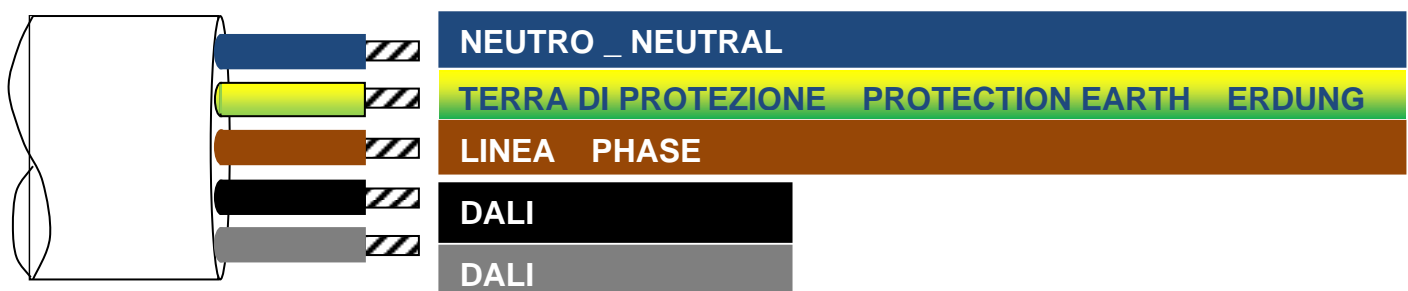 NEUTRO _ NEUTRAL
TERRA DI PROTEZIONE PROTECTION EARTH ERDUNG
LINEA PHASE
DALI
DALI